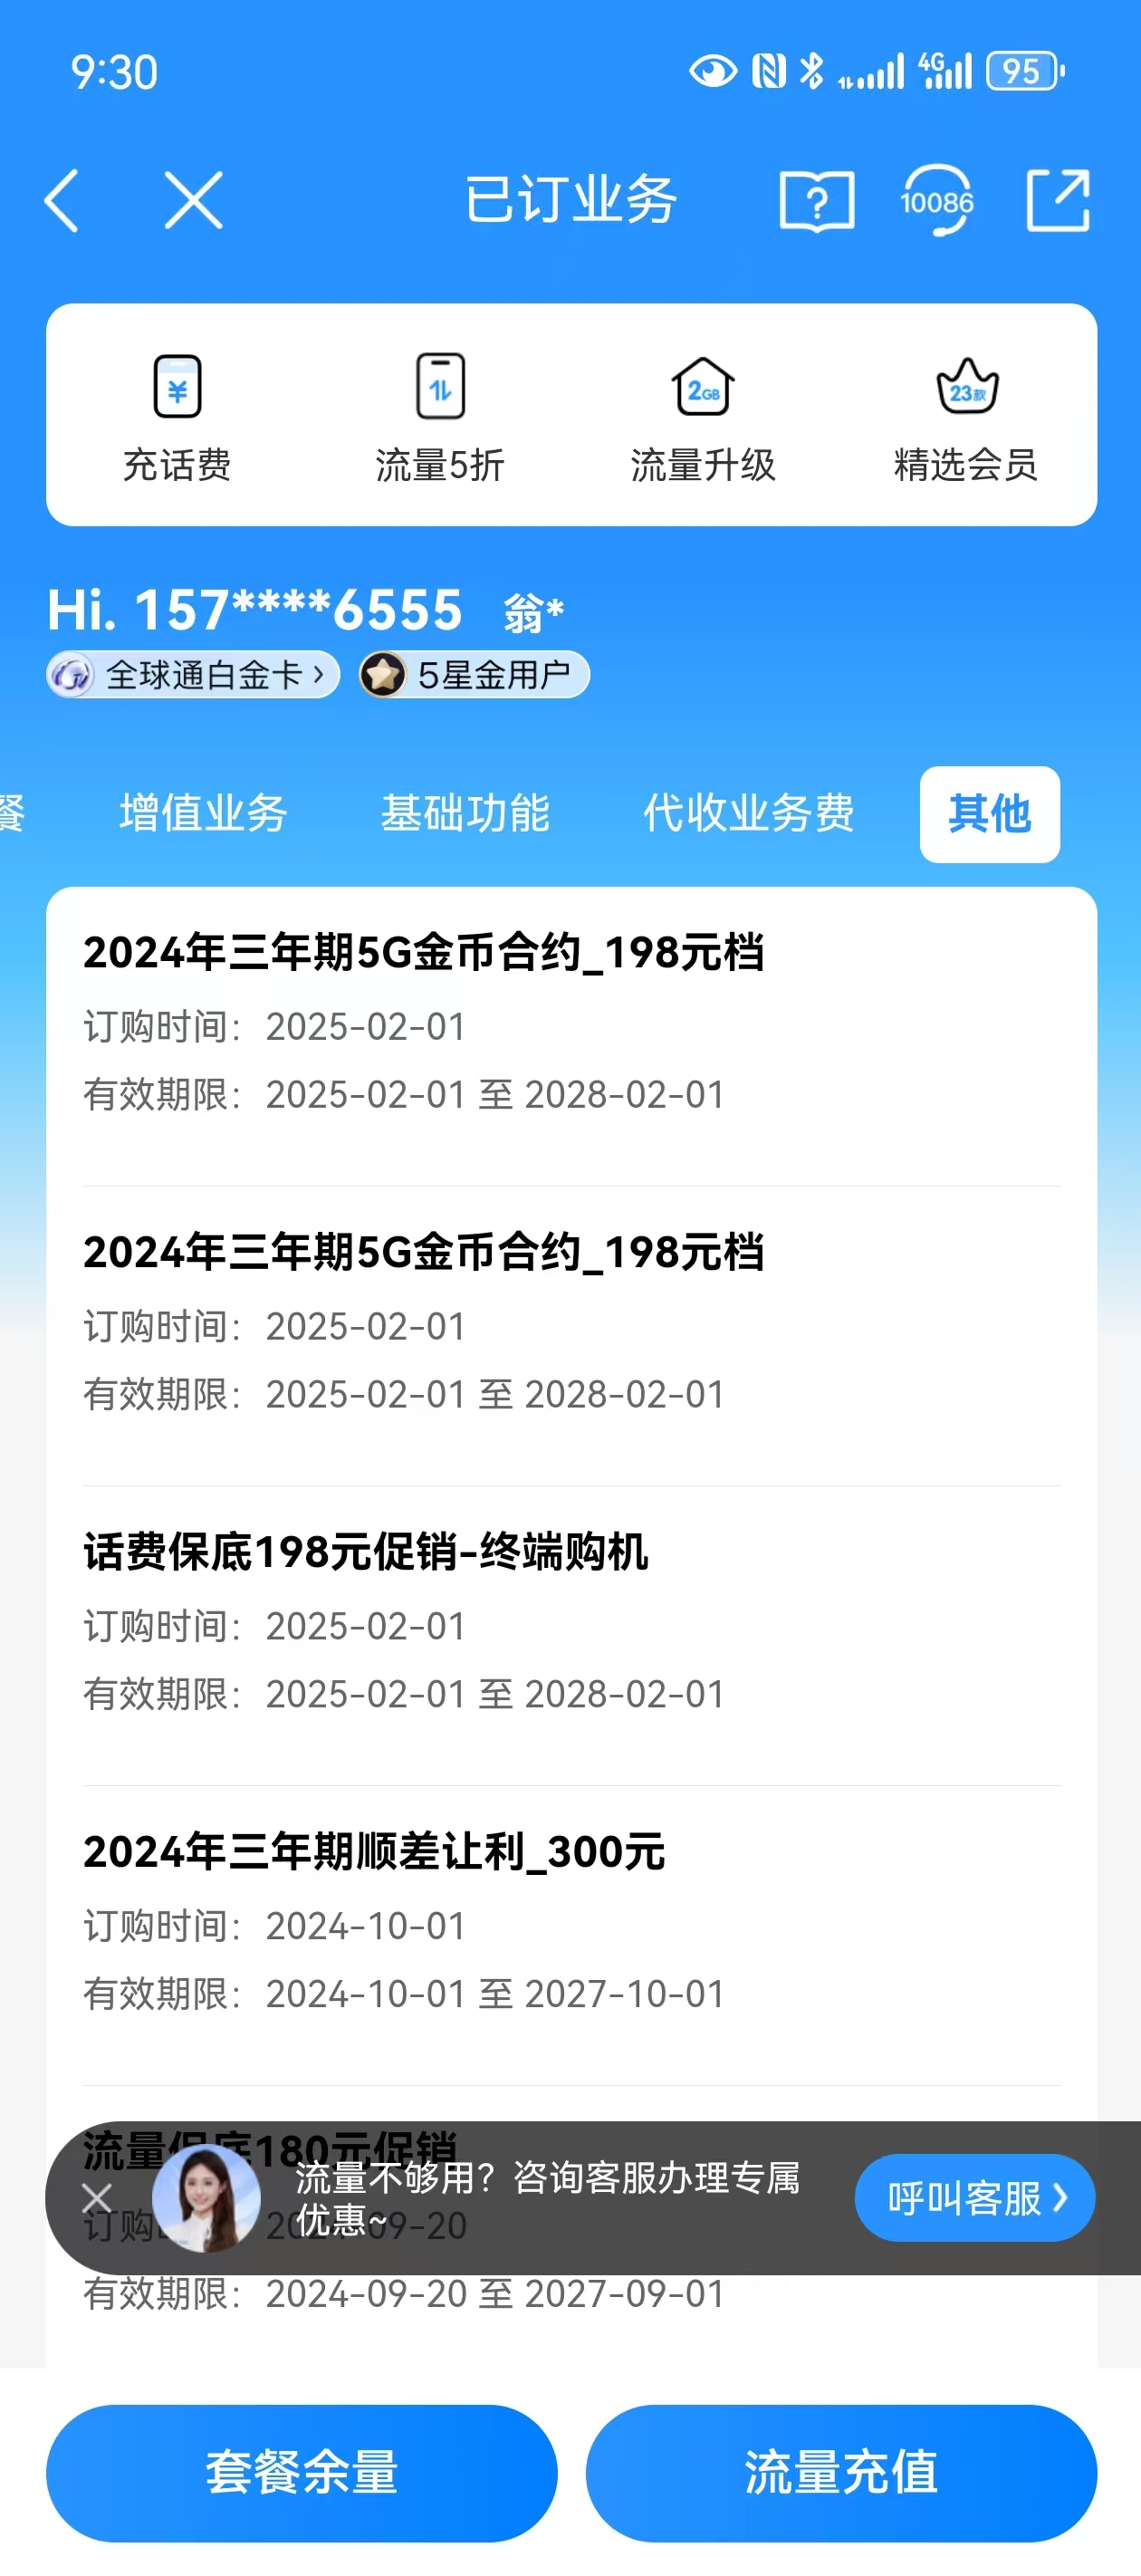 9:30
4G
95
已订业务
?
10086
¥
2GB
23款
充话费
流量5折
流量升级
精选会员
Hi. 157****6555 翁*
全球通白金卡
5星金用户
餐
增值业务
基础功能
代收业务费
其他
2024年三年期5G金币合约_198元档
订购时间：2025-02-01
有效期限：2025-02-01 至 2028-02-01
2024年三年期5G金币合约_198元档
订购时间：2025-02-01
有效期限：2025-02-01 至 2028-02-01
话费保底198元促销-终端购机
订购时间：2025-02-01
有效期限：2025-02-01 至 2028-02-01
2024年三年期顺差让利_300元
订购时间：2024-10-01
有效期限：2024-10-01 至 2027-10-01
流量保底180元促销
流量不够用？咨询客服办理专属
优惠~
呼叫客服
订购 2024-09-20
有效期限：2024-09-20 至 2027-09-01
套餐余量
流量充值